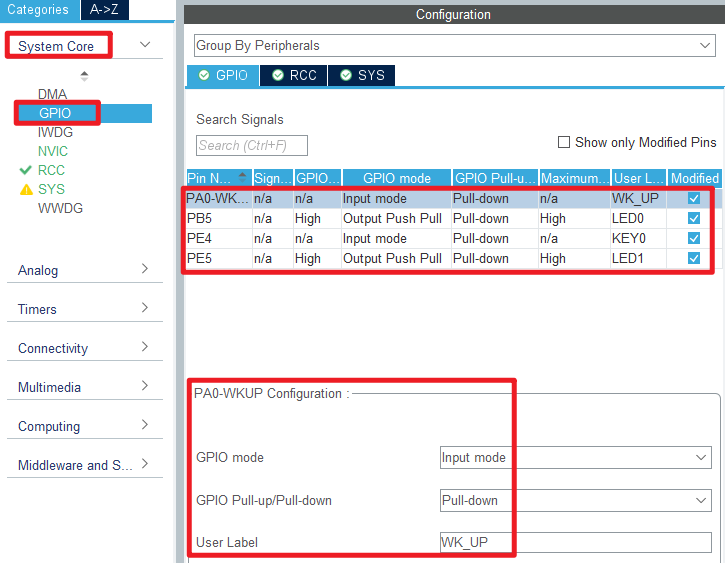 Categories A->Z
System Core
DMA
GPIO
IWDG
NVIC
RCC
SYS
WWDG
Analog
Timers
Connectivity
Multimedia
Computing
Middleware and S...
Configuration
Group By Peripherals
GPIO RCC SYS
Search Signals
Search (Ctrl+F)
Show only Modified Pins
Pin N... Sign... GPIO... GPIO mode GPIO Pull-u... Maximum... User L... Modified
PA0-WK... n/a n/a Input mode Pull-down n/a WK_UP
PB5 n/a High Output Push Pull Pull-down High LED0
PE4 n/a n/a Input mode Pull-down n/a KEY0
PE5 n/a High Output Push Pull Pull-down High LED1
PA0-WKUP Configuration :
GPIO mode Input mode
GPIO Pull-up/Pull-down Pull-down
User Label WK_UP